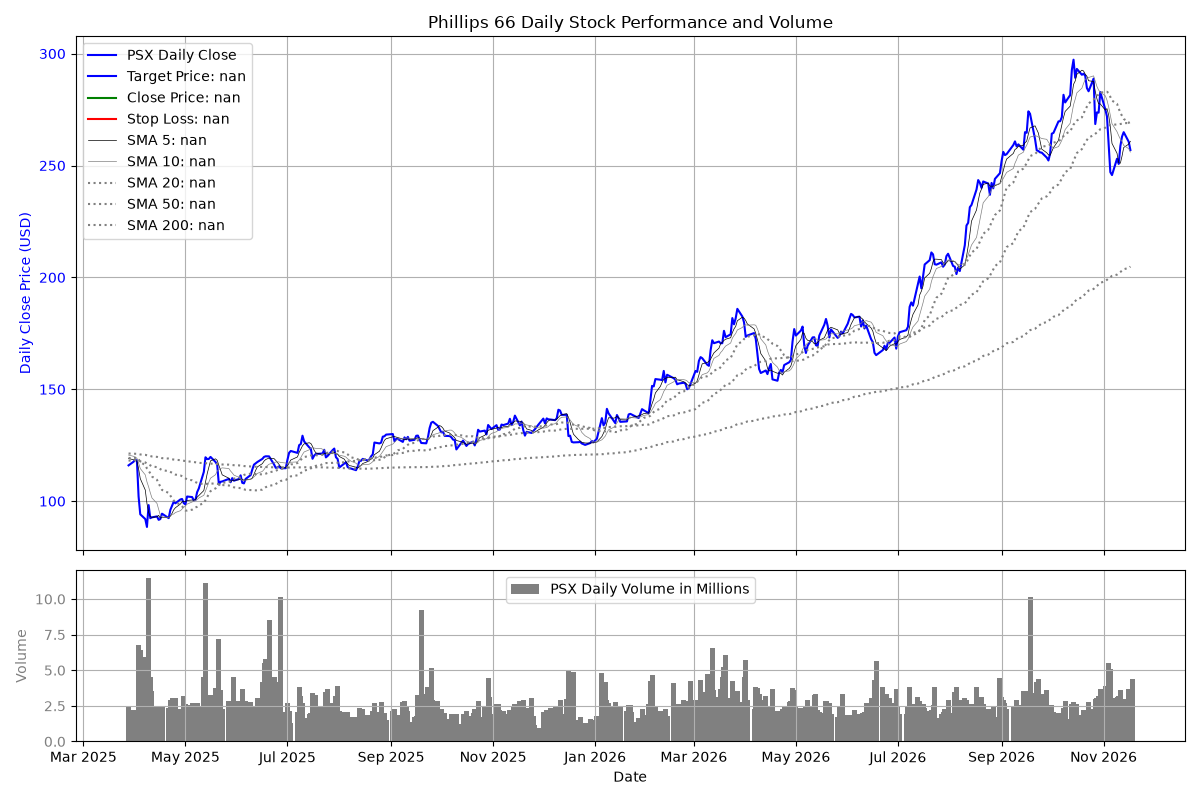 Phillips 66 Daily Stock Performance and Volume
300
250
200
150
100
Daily Close Price (USD)
PSX Daily Close
Target Price: nan
Close Price: nan
Stop Loss: nan
SMA 5: nan
SMA 10: nan
SMA 20: nan
SMA 50: nan
SMA 200: nan
10.0
7.5
5.0
2.5
0.0
Volume
PSX Daily Volume in Millions
Mar 2025 May 2025 Jul 2025 Sep 2025 Nov 2025 Jan 2026 Mar 2026 May 2026 Jul 2026 Sep 2026 Nov 2026
Date